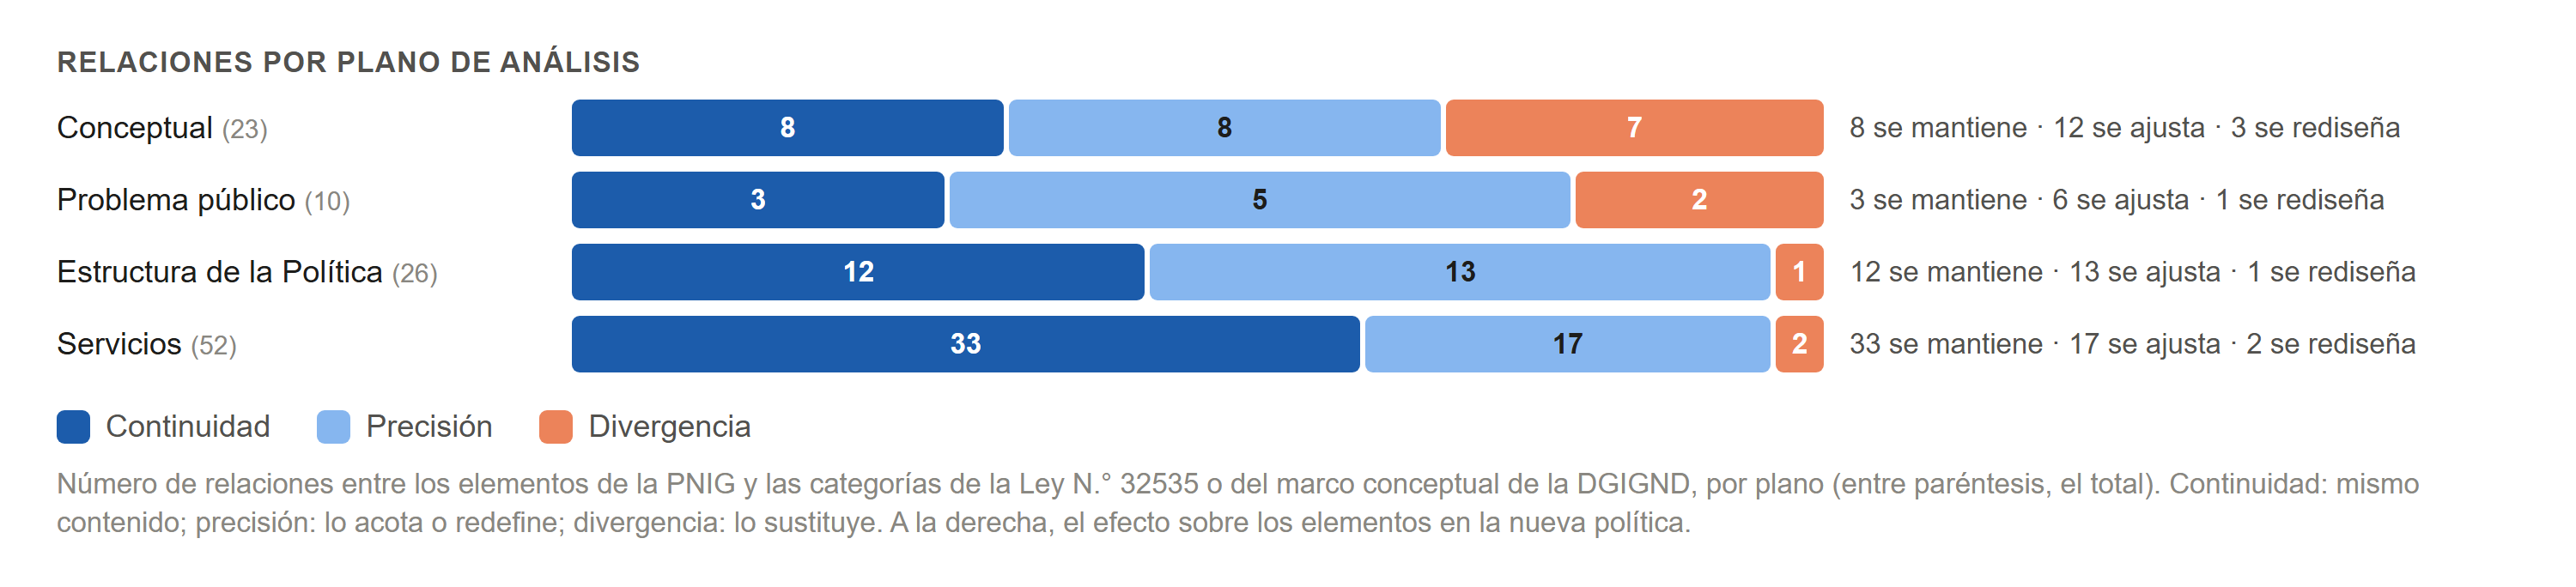 RELACIONES POR PLANO DE ANÁLISIS
Conceptual (23) 8 8 7 8 se mantiene · 12 se ajusta · 3 se rediseña
Problema público (10) 3 5 2 3 se mantiene · 6 se ajusta · 1 se rediseña
Estructura de la Política (26) 12 13 1 12 se mantiene · 13 se ajusta · 1 se rediseña
Servicios (52) 33 17 2 33 se mantiene · 17 se ajusta · 2 se rediseña
Continuidad Precisión Divergencia
Número de relaciones entre los elementos de la PNIG y las categorías de la Ley N.° 32535 o del marco conceptual de la DGIGND, por plano (entre paréntesis, el total). Continuidad: mismo
contenido; precisión: lo acota o redefine; divergencia: lo sustituye. A la derecha, el efecto sobre los elementos en la nueva política.